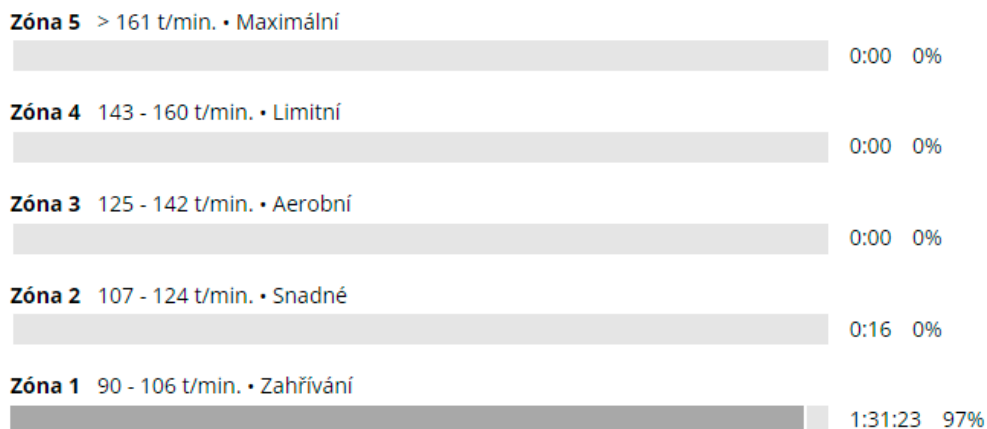 Zóna 5 > 161 t/min. • Maximální
0:00 0%
Zóna 4 143 - 160 t/min. • Limitní
0:00 0%
Zóna 3 125 - 142 t/min. • Aerobní
0:00 0%
Zóna 2 107 - 124 t/min. • Snadné
0:16 0%
Zóna 1 90 - 106 t/min. • Zahřívání
1:31:23 97%